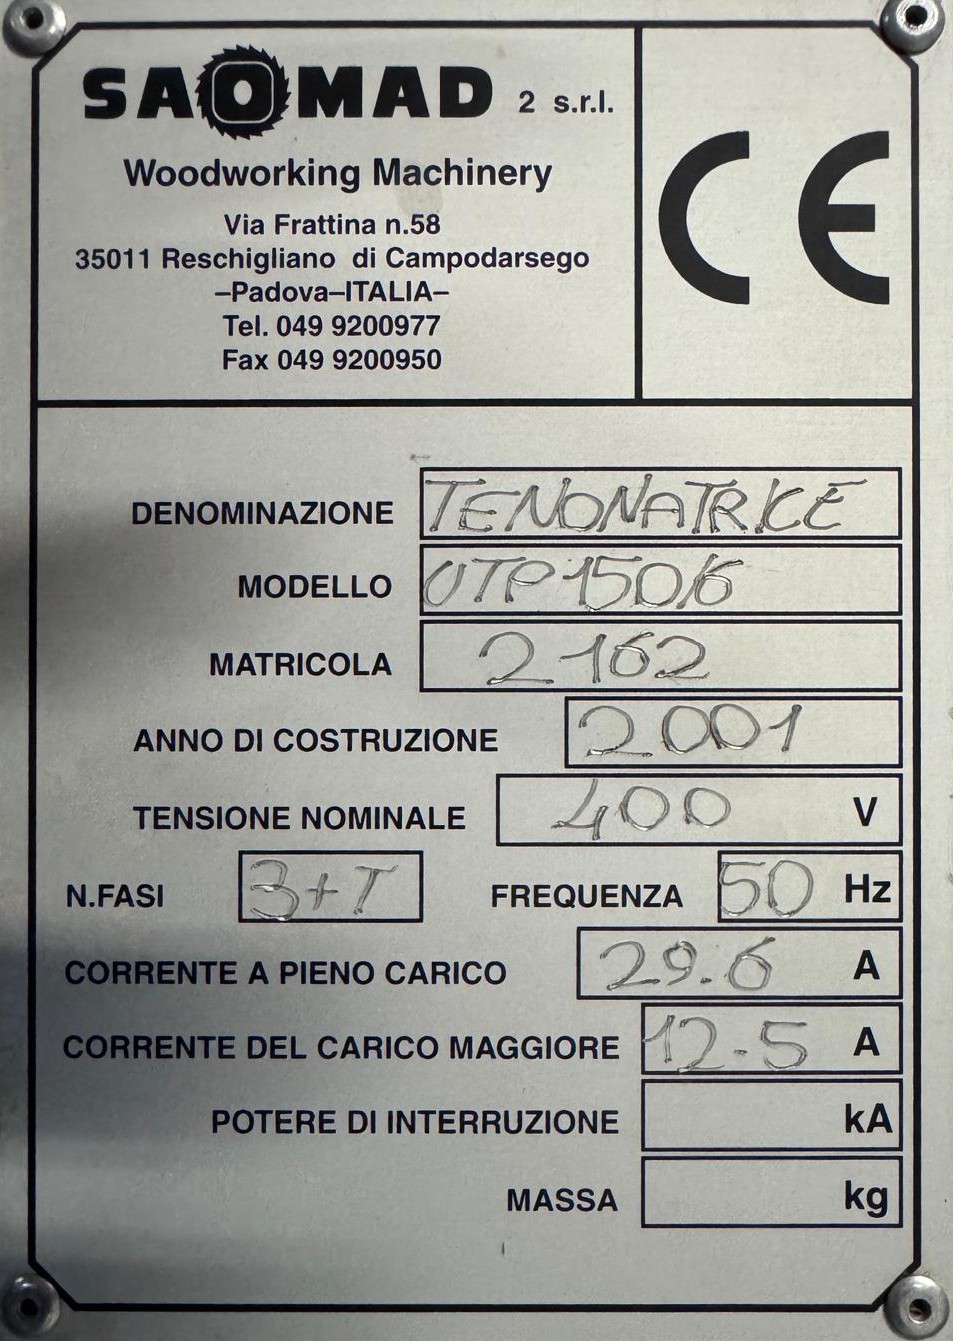 SAOMAD 2 s.r.l.
Woodworking Machinery
Via Frattina n.58
35011 Reschigliano di Campodarsego
–Padova–ITALIA–
Tel. 049 9200977
Fax 049 9200950
CE
DENOMINAZIONE TENONATRICE
MODELLO UTP150/6
MATRICOLA 2162
ANNO DI COSTRUZIONE 2001
TENSIONE NOMINALE 400 V
N.FASI 3+T FREQUENZA 50 Hz
CORRENTE A PIENO CARICO 29.6 A
CORRENTE DEL CARICO MAGGIORE 12.5 A
POTERE DI INTERRUZIONE kA
MASSA kg